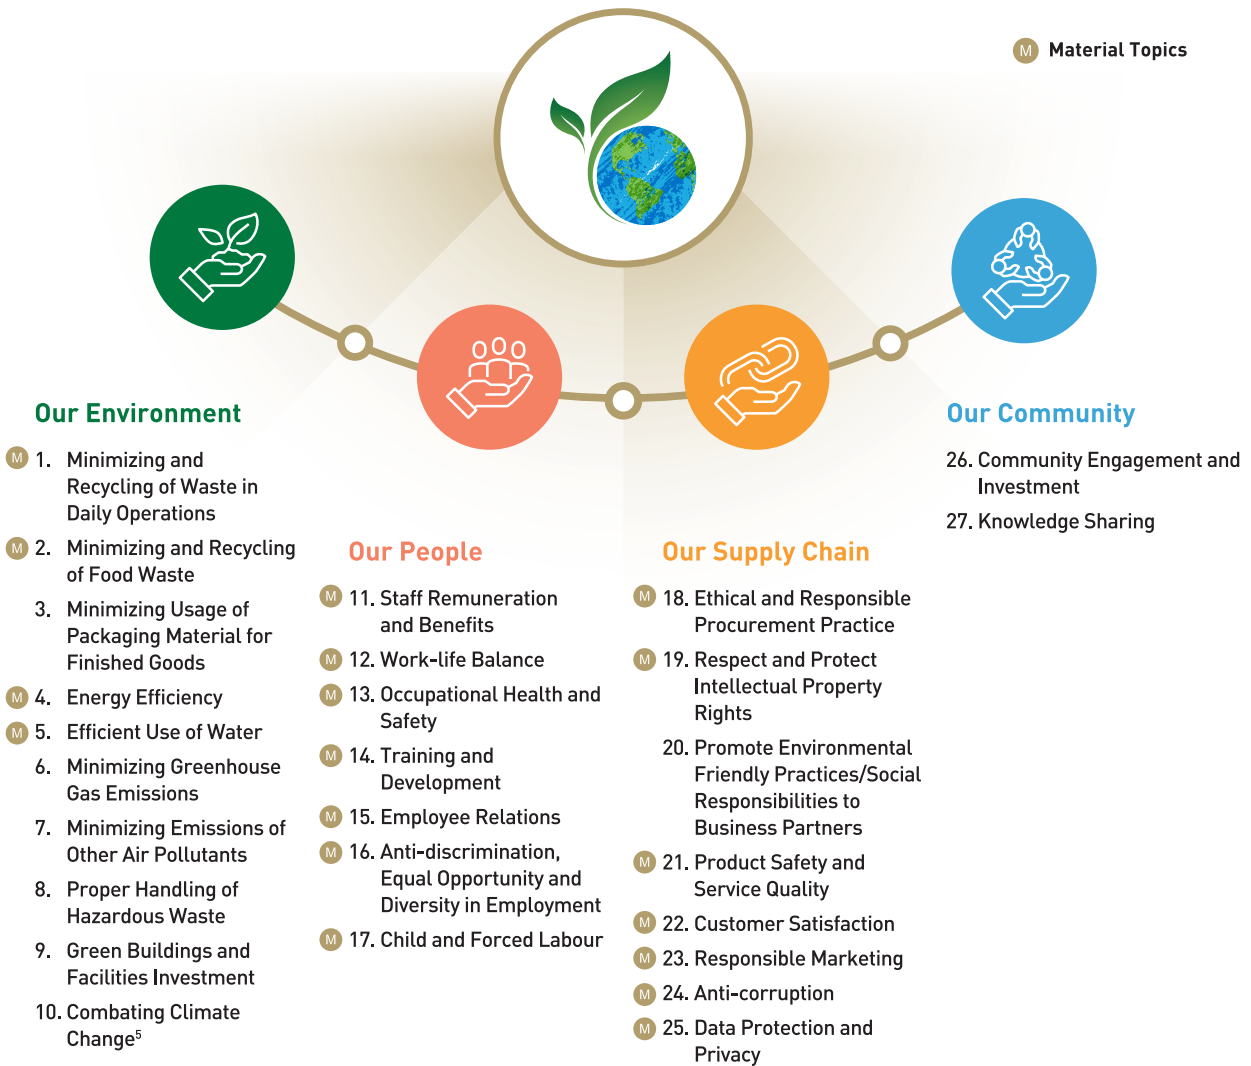 M Material Topics
Our Environment
M 1. Minimizing and
Recycling of Waste in
Daily Operations
M 2. Minimizing and Recycling
of Food Waste
3. Minimizing Usage of
Packaging Material for
Finished Goods
M 4. Energy Efficiency
M 5. Efficient Use of Water
6. Minimizing Greenhouse
Gas Emissions
7. Minimizing Emissions of
Other Air Pollutants
8. Proper Handling of
Hazardous Waste
9. Green Buildings and
Facilities Investment
10. Combating Climate
Change⁵
Our People
M 11. Staff Remuneration
and Benefits
M 12. Work-life Balance
M 13. Occupational Health and
Safety
M 14. Training and
Development
M 15. Employee Relations
M 16. Anti-discrimination,
Equal Opportunity and
Diversity in Employment
M 17. Child and Forced Labour
Our Supply Chain
M 18. Ethical and Responsible
Procurement Practice
M 19. Respect and Protect
Intellectual Property
Rights
20. Promote Environmental
Friendly Practices/Social
Responsibilities to
Business Partners
M 21. Product Safety and
Service Quality
M 22. Customer Satisfaction
M 23. Responsible Marketing
M 24. Anti-corruption
M 25. Data Protection and
Privacy
Our Community
26. Community Engagement and
Investment
27. Knowledge Sharing